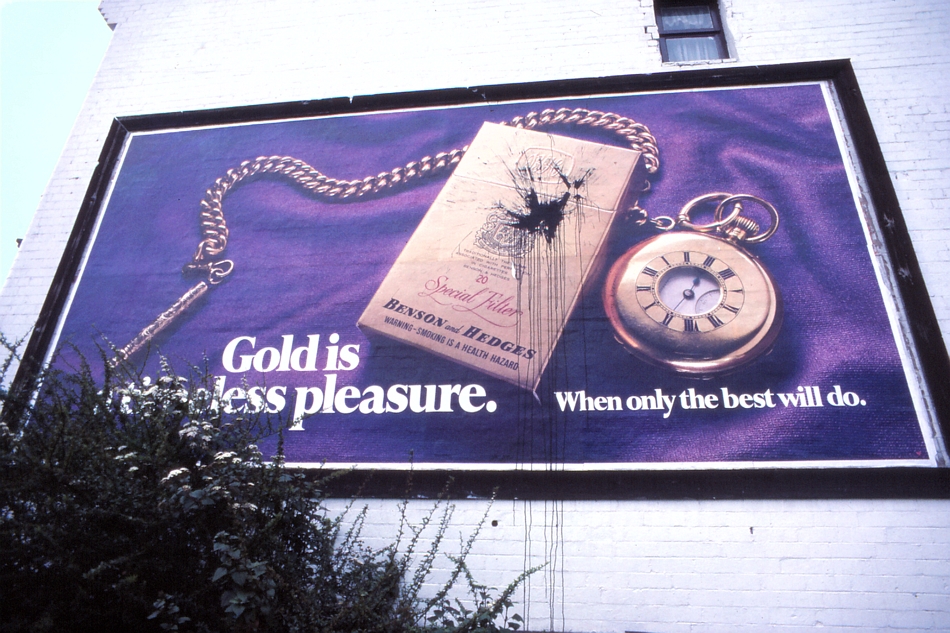 20
Special Filter
BENSON and HEDGES
WARNING-SMOKING IS A HEALTH HAZARD
Gold is
timeless pleasure.
When only the best will do.